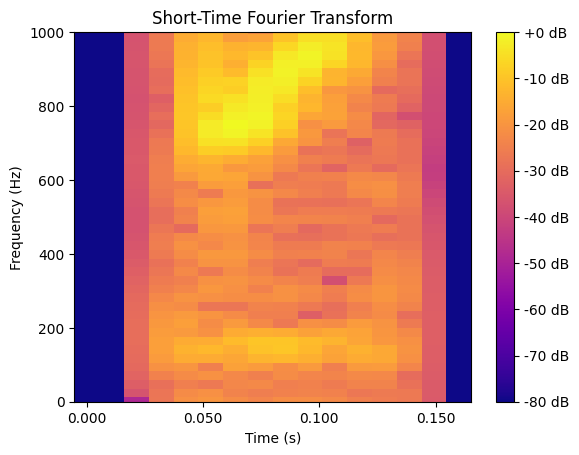 Short-Time Fourier Transform
1000
800
600
400
200
0
Frequency (Hz)
0.000
0.050
0.100
0.150
Time (s)
+0 dB
-10 dB
-20 dB
-30 dB
-40 dB
-50 dB
-60 dB
-70 dB
-80 dB